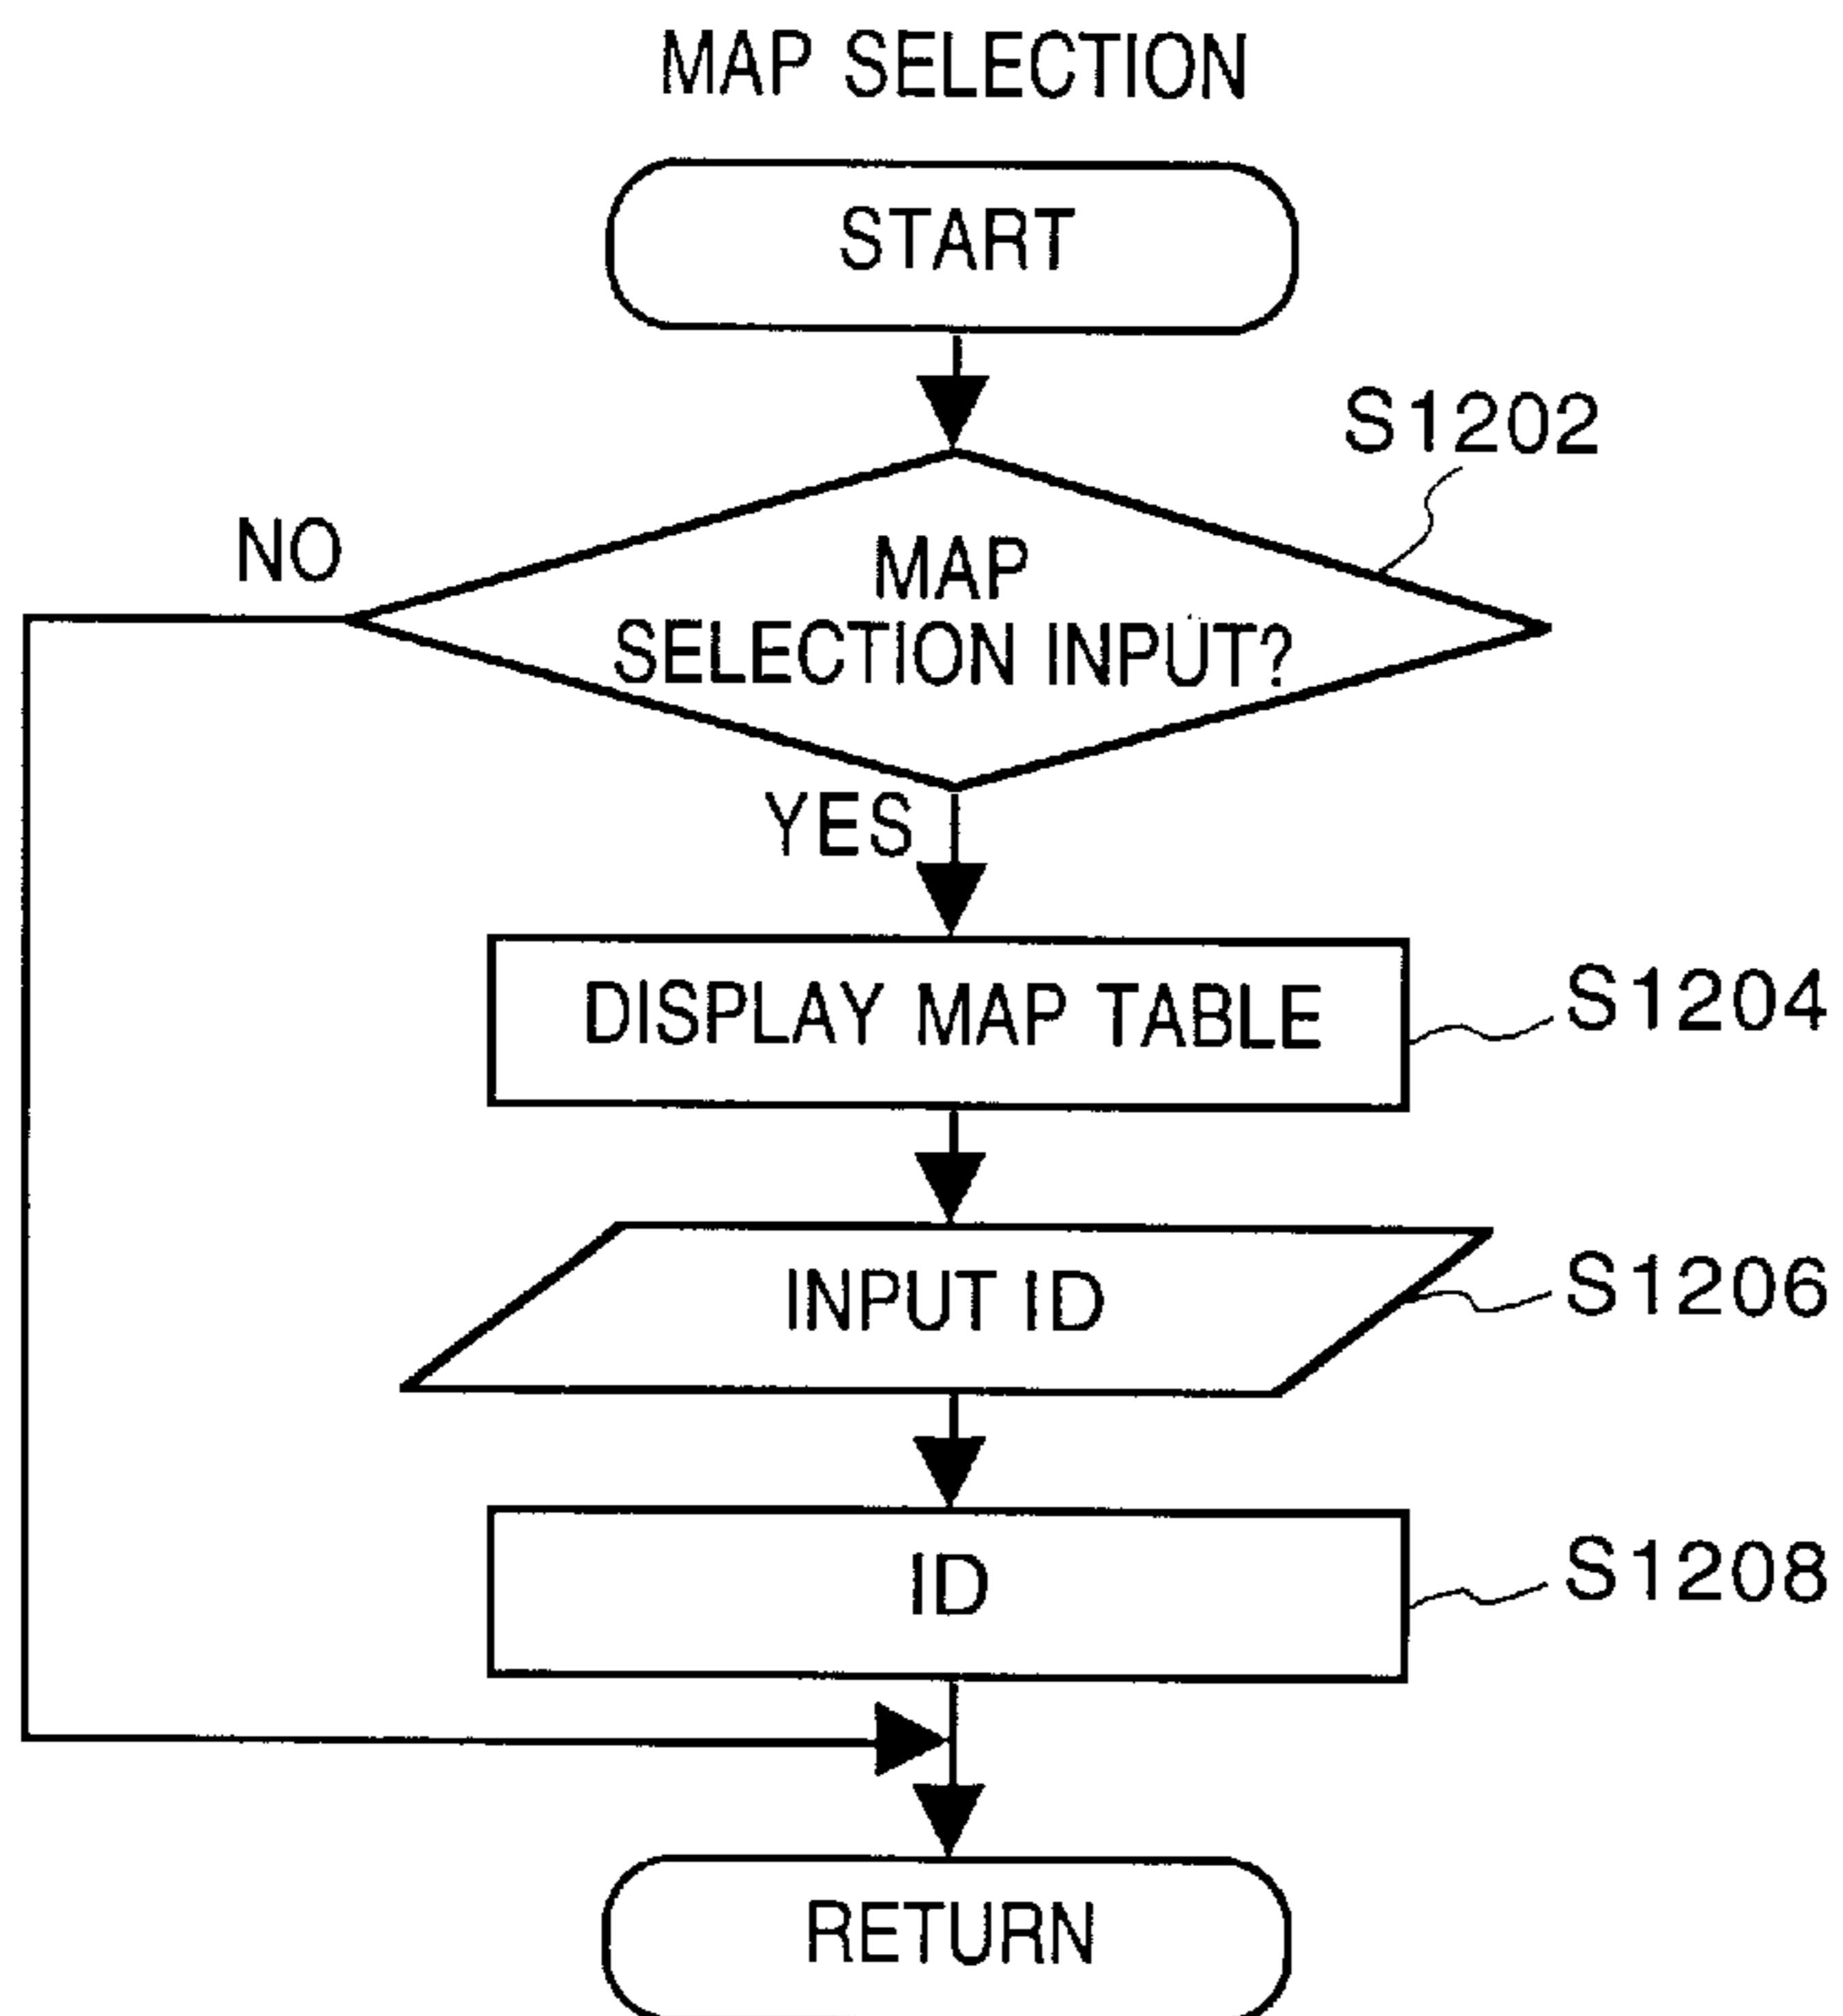 MAP SELECTION
START
S1202
NO
MAP
SELECTION INPUT?
YES
DISPLAY MAP TABLE
S1204
INPUT ID
S1206
ID
S1208
RETURN